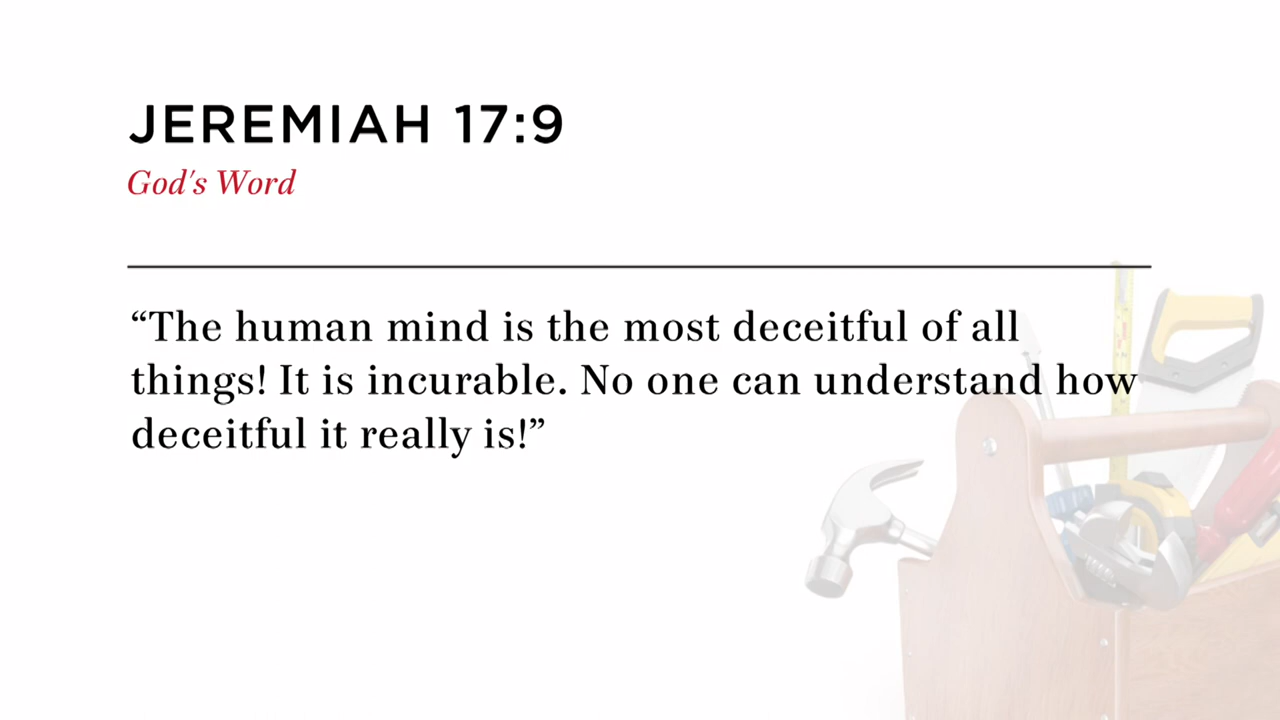 JEREMIAH 17:9
God's Word
“The human mind is the most deceitful of all
things! It is incurable. No one can understand how
deceitful it really is!”